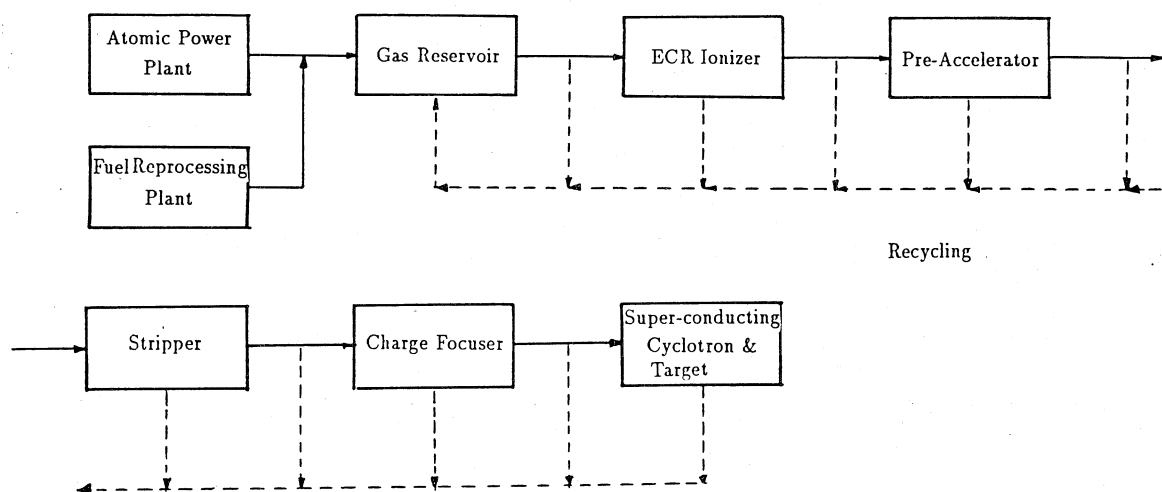 Atomic Power
Plant
Gas Reservoir
ECR Ionizer
Pre-Accelerator
Fuel Reprocessing
Plant
Recycling
Stripper
Charge Focuser
Super-conducting
Cyclotron &
Target